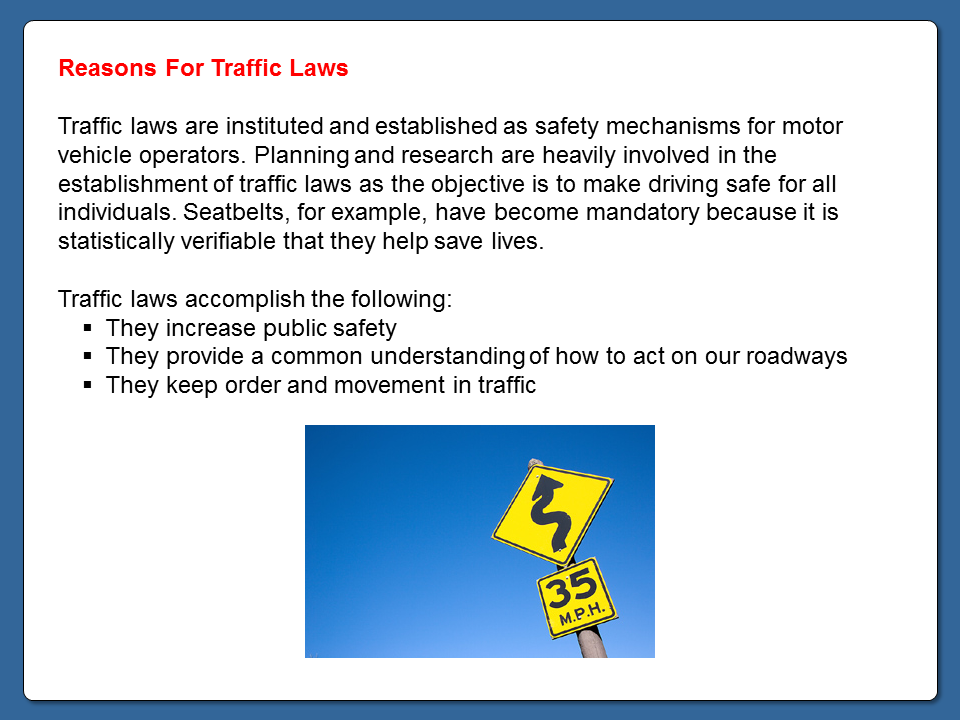 Reasons For Traffic Laws
Traffic laws are instituted and established as safety mechanisms for motor
vehicle operators. Planning and research are heavily involved in the
establishment of traffic laws as the objective is to make driving safe for all
individuals. Seatbelts, for example, have become mandatory because it is
statistically verifiable that they help save lives.
Traffic laws accomplish the following:
▪ They increase public safety
▪ They provide a common understanding of how to act on our roadways
▪ They keep order and movement in traffic
35
M.P.H.